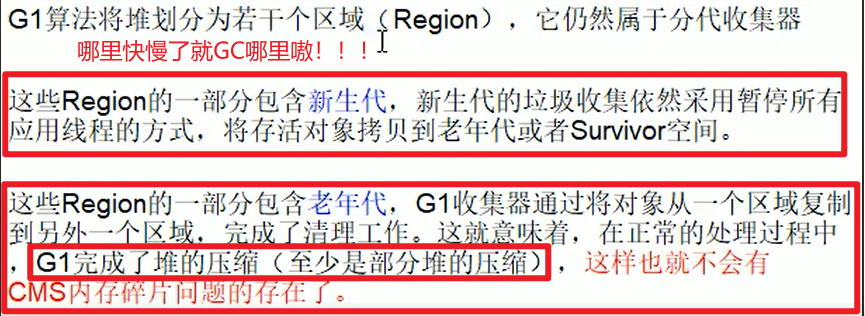 G1算法将堆划分为若干个区域（Region），它仍然属于分代收集器
哪里快慢了就GC哪里嗷！！！
这些Region的一部分包含新生代，新生代的垃圾收集依然采用暂停所有
应用线程的方式，将存活对象拷贝到老年代或者Survivor空间。
这些Region的一部分包含老年代，G1收集器通过将对象从一个区域复制
到另外一个区域，完成了清理工作。这就意味着，在正常的处理过程中
，G1完成了堆的压缩（至少是部分堆的压缩），这样也就不会有
CMS内存碎片问题的存在了。